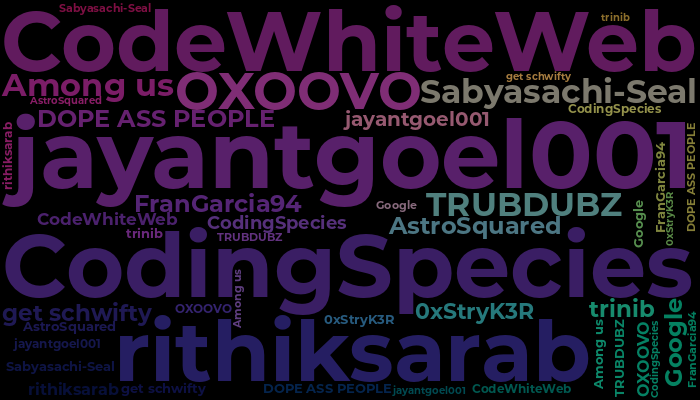 Sabyasachi-Seal
trinib
CodeWhiteWeb
get schwifty
Among us
OXOOVO
Sabyasachi-Seal
AstroSquared
CodingSpecies
DOPE ASS PEOPLE
jayantgoel001
rithiksarab
jayantgoel001
DOPE ASS PEOPLE
FranGarcia94
0xStryK3R
Google
FranGarcia94
Google
TRUBDUBZ
CodeWhiteWeb
CodingSpecies
AstroSquared
trinib
TRUBDUBZ
CodingSpecies
Among us
get schwifty
OXOOVO
0xStryK3R
0xStryK3R
trinib
AstroSquared
rithiksarab
jayantgoel001
Sabyasachi-Seal
Among us
TRUBDUBZ
OXOOVO
CodingSpecies
Google
FranGarcia94
rithiksarab
get schwifty
DOPE ASS PEOPLE
jayantgoel001
CodeWhiteWeb